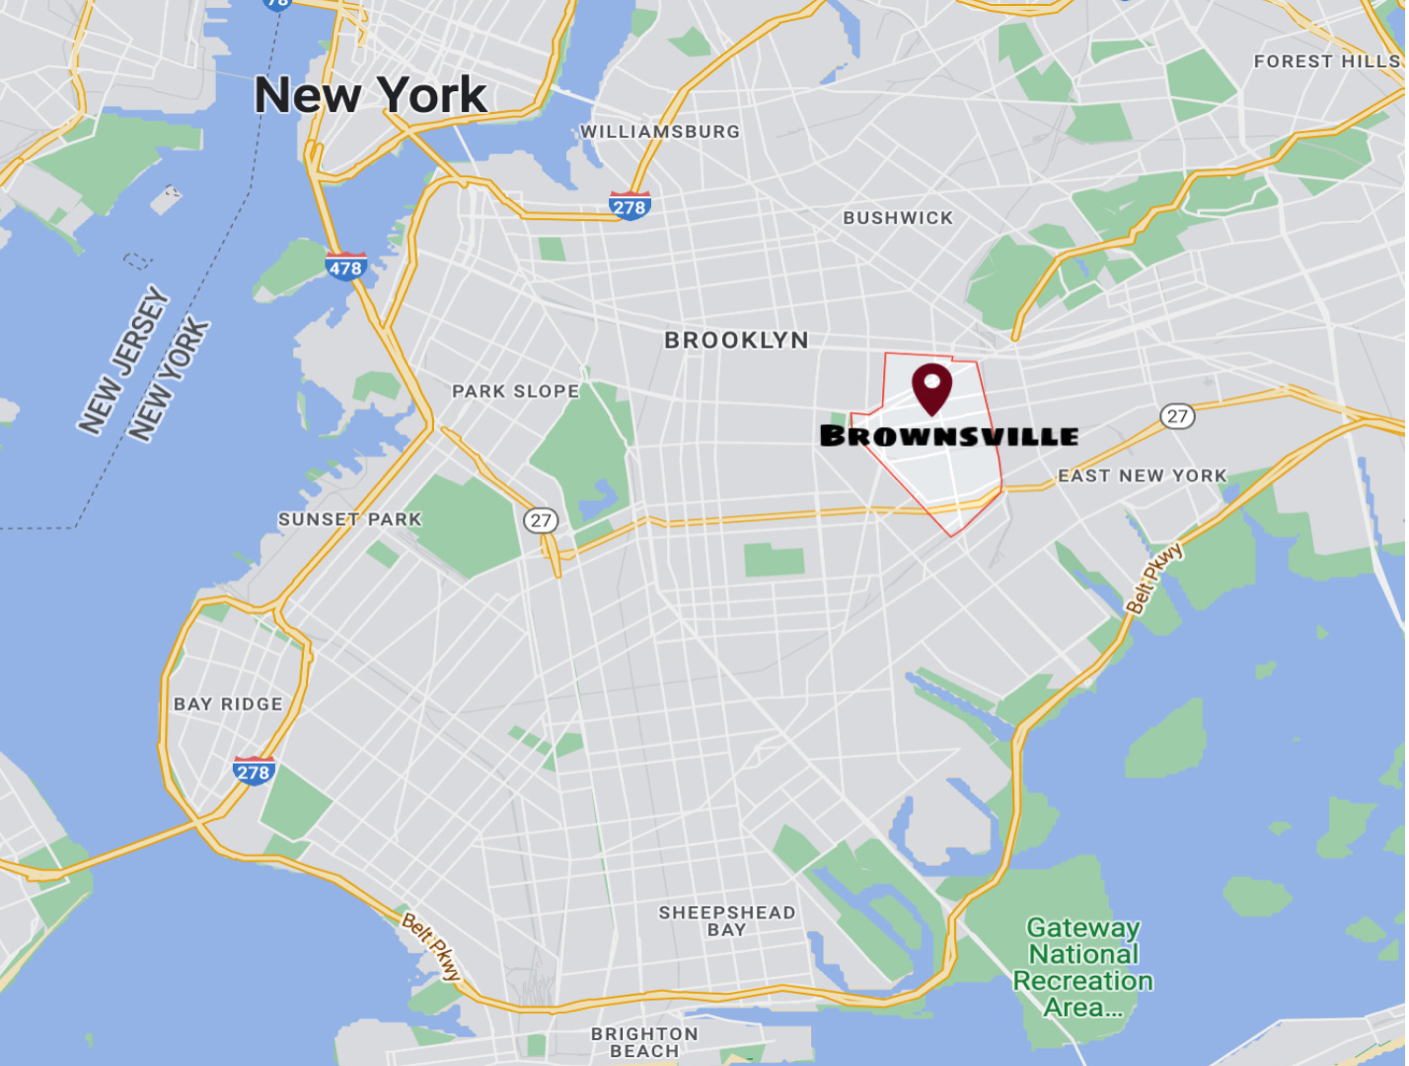 78
New York
FOREST HILLS
WILLIAMSBURG
278
BUSHWICK
478
NEW JERSEY
NEW YORK
BROOKLYN
PARK SLOPE
27
BROWNSVILLE
EAST NEW YORK
SUNSET PARK
27
Belt Pkwy
BAY RIDGE
278
SHEEPSHEAD
BAY
Belt Pkwy
Gateway
National
Recreation
Area...
BRIGHTON
BEACH